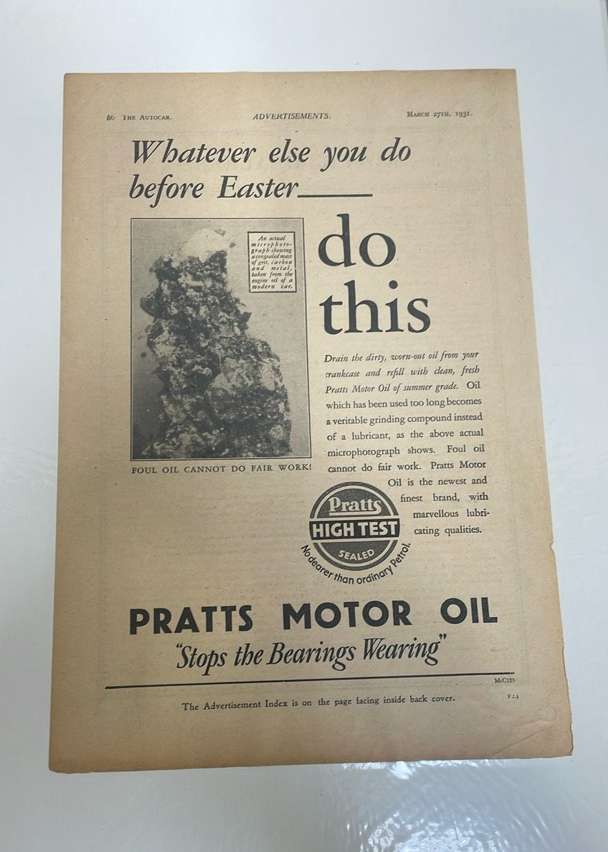 THE AUTOCAR. ADVERTISEMENTS. MARCH 27TH, 1931.
Whatever else you do
before Easter
do
this
An actual
microphoto-
graph showing
a congealed mass
of grit, carbon
and metal,
taken from the
engine oil of a
modern car.
FOUL OIL CANNOT DO FAIR WORK!
Drain the dirty, worn-out oil from your
crankcase and refill with clean, fresh
Pratts Motor Oil of summer grade. Oil
which has been used too long becomes
a veritable grinding compound instead
of a lubricant, as the above actual
microphotograph shows. Foul oil
cannot do fair work. Pratts Motor
Oil is the newest and
finest brand, with
marvellous lubri-
cating qualities.
Pratts
HIGH TEST
SEALED
No dearer than ordinary Petrol.
PRATTS MOTOR OIL
"Stops the Bearings Wearing"
The Advertisement Index is on the page facing inside back cover.